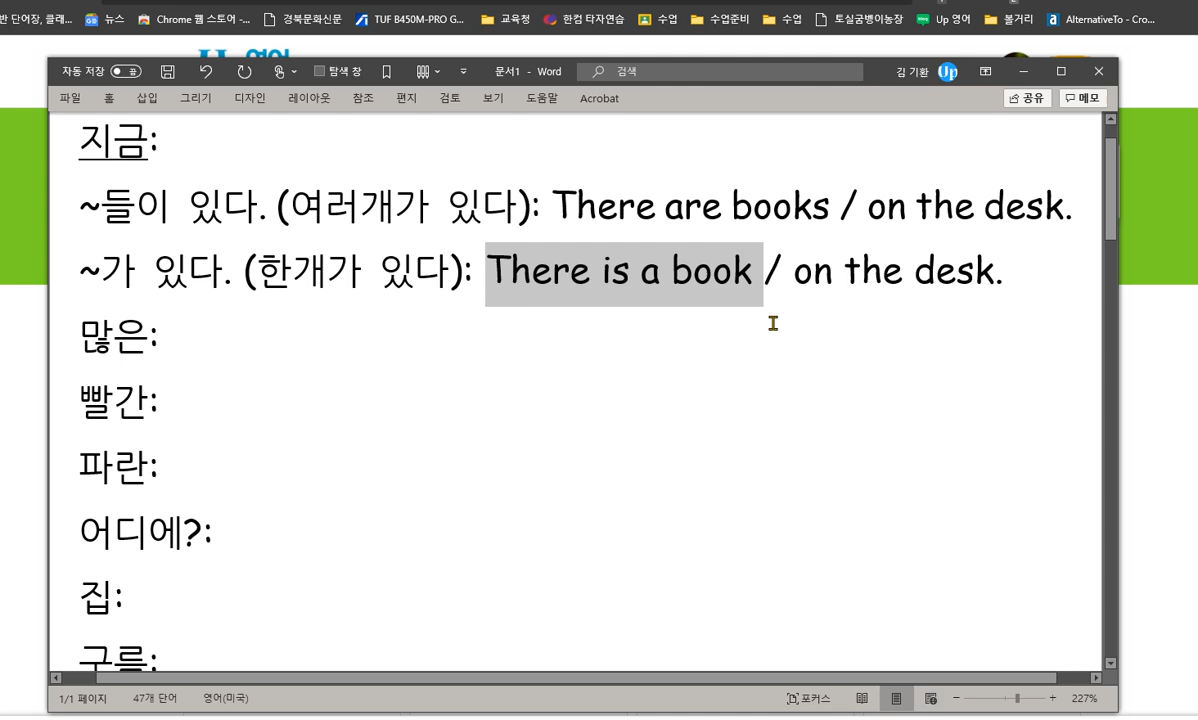 반 단어장, 클래... 뉴스 Chrome 웹 스토어 -... 경북문화신문 TUF B450M-PRO G... 교육청 한컴 타자연습 수업 수업준비 수업 토실굼벵이농장 Up 영어 볼거리 AlternativeTo - Cro...
자동 저장 끔 탐색 창 문서1 - Word 검색 김 기환 Up
파일 홈 삽입 그리기 디자인 레이아웃 참조 편지 검토 보기 도움말 Acrobat 공유 메모
지금:
~들이 있다. (여러개가 있다): There are books / on the desk.
~가 있다. (한개가 있다): There is a book / on the desk.
많은:
빨간:
파란:
어디에?:
집:
구름:
1/1 페이지 47개 단어 영어(미국) 포커스 227%